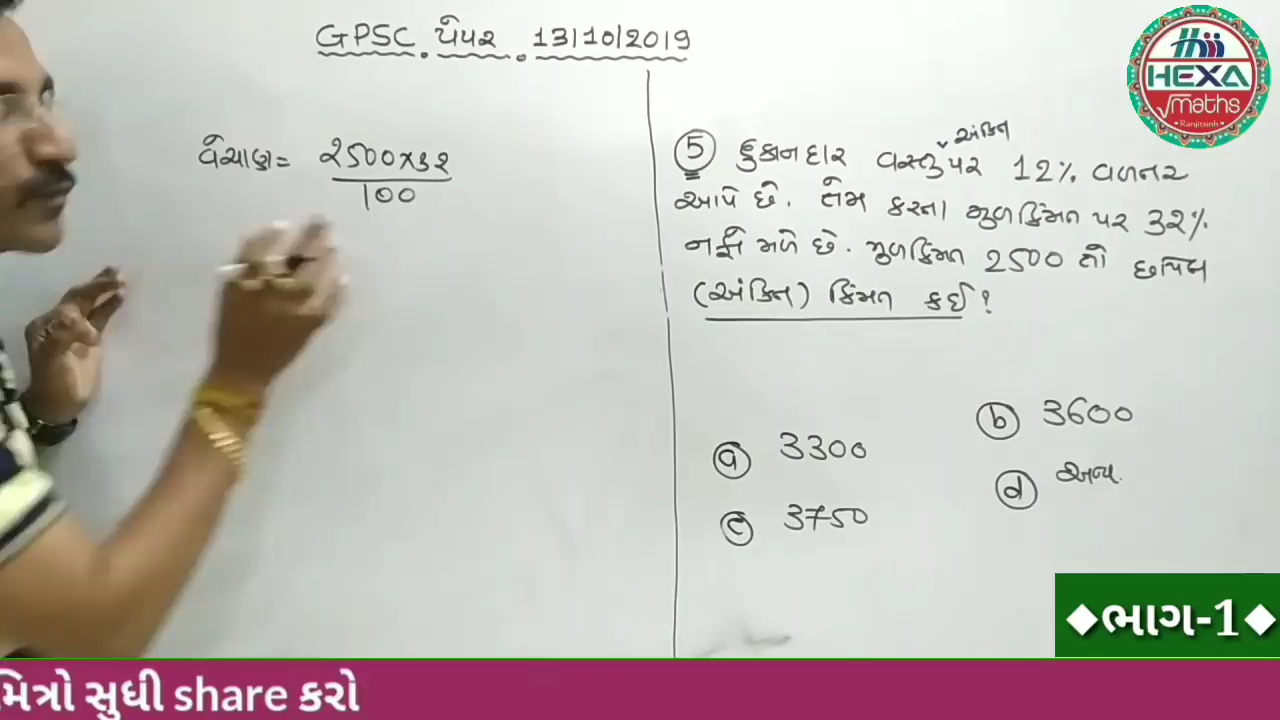 GPSC પેપર 13/10/2019
વેચાણ = 2500×32
100
અંકિત
5 દુકાનદાર વસ્તુ પર 12% વળતર
આપે છે. તેમ કરતા મુળકિંમત પર 32%
નફો મળે છે. મુળકિંમત 2500 તો છાપેલ
(અંકિત) કિંમત કઈ?
a 3300
b 3600
c 3750
d અન્ય.
HEXA
√maths
Ranjitsinh
◆ભાગ-1◆
મિત્રો સુધી share કરો